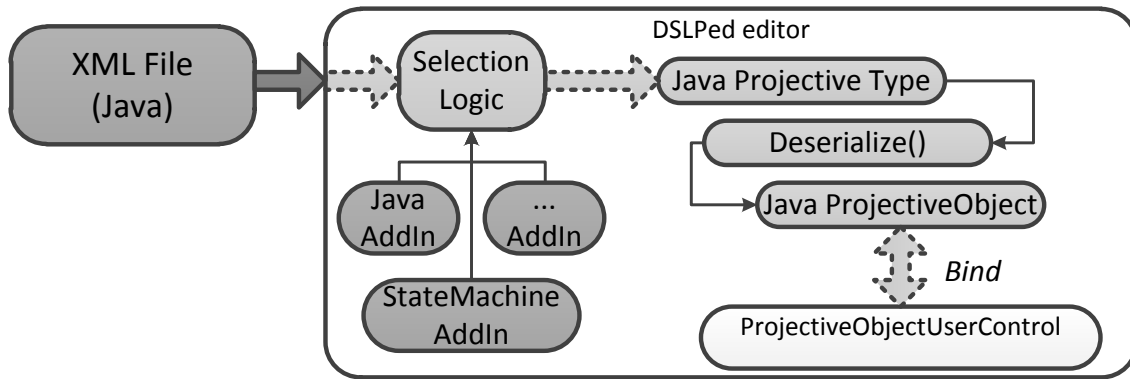 DSLPed editor
XML File
(Java)
Selection
Logic
Java Projective Type
Deserialize()
Java
AddIn
...
AddIn
Java ProjectiveObject
StateMachine
AddIn
Bind
ProjectiveObjectUserControl